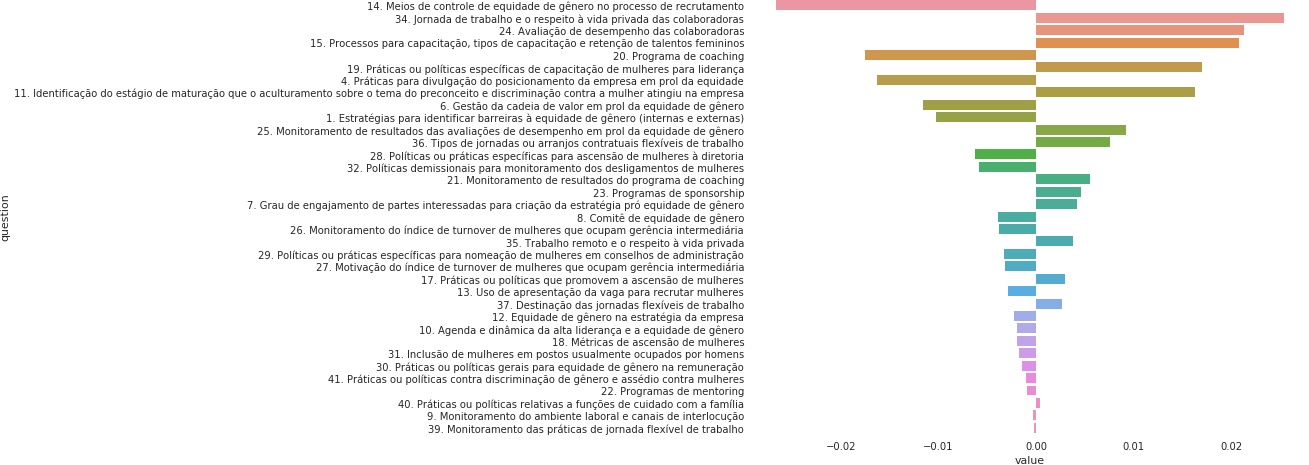 14. Meios de controle de equidade de gênero no processo de recrutamento
34. Jornada de trabalho e o respeito à vida privada das colaboradoras
24. Avaliação de desempenho das colaboradoras
15. Processos para capacitação, tipos de capacitação e retenção de talentos femininos
20. Programa de coaching
19. Práticas ou políticas específicas de capacitação de mulheres para liderança
4. Práticas para divulgação do posicionamento da empresa em prol da equidade
11. Identificação do estágio de maturação que o aculturamento sobre o tema do preconceito e discriminação contra a mulher atingiu na empresa
6. Gestão da cadeia de valor em prol da equidade de gênero
1. Estratégias para identificar barreiras à equidade de gênero (internas e externas)
25. Monitoramento de resultados das avaliações de desempenho em prol da equidade de gênero
36. Tipos de jornadas ou arranjos contratuais flexíveis de trabalho
28. Políticas ou práticas específicas para ascensão de mulheres à diretoria
32. Políticas demissionais para monitoramento dos desligamentos de mulheres
21. Monitoramento de resultados do programa de coaching
23. Programas de sponsorship
7. Grau de engajamento de partes interessadas para criação da estratégia pró equidade de gênero
8. Comitê de equidade de gênero
26. Monitoramento do índice de turnover de mulheres que ocupam gerência intermediária
35. Trabalho remoto e o respeito à vida privada
29. Políticas ou práticas específicas para nomeação de mulheres em conselhos de administração
27. Motivação do índice de turnover de mulheres que ocupam gerência intermediária
17. Práticas ou políticas que promovem a ascensão de mulheres
13. Uso de apresentação da vaga para recrutar mulheres
37. Destinação das jornadas flexíveis de trabalho
12. Equidade de gênero na estratégia da empresa
10. Agenda e dinâmica da alta liderança e a equidade de gênero
18. Métricas de ascensão de mulheres
31. Inclusão de mulheres em postos usualmente ocupados por homens
30. Práticas ou políticas gerais para equidade de gênero na remuneração
41. Práticas ou políticas contra discriminação de gênero e assédio contra mulheres
22. Programas de mentoring
40. Práticas ou políticas relativas a funções de cuidado com a família
9. Monitoramento do ambiente laboral e canais de interlocução
39. Monitoramento das práticas de jornada flexível de trabalho
question
−0.02 −0.01 0.00 0.01 0.02
value